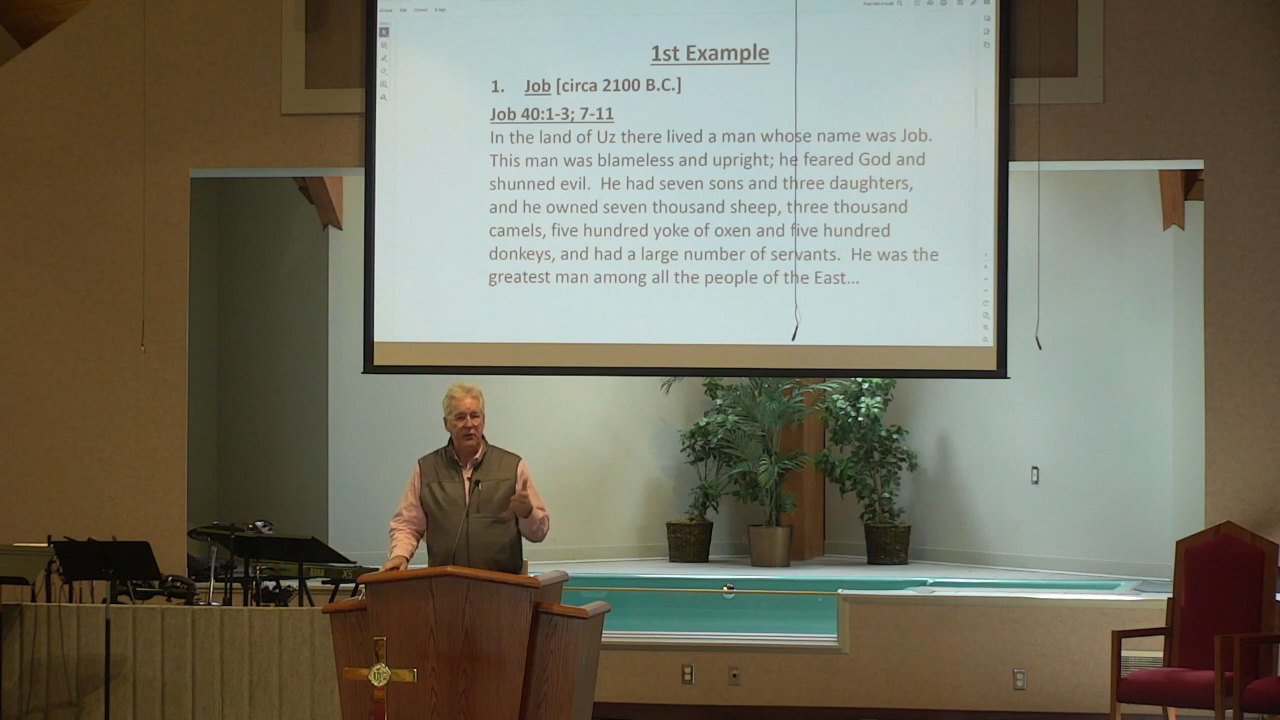 1st Example
1. Job [circa 2100 B.C.]
Job 40:1-3; 7-11
In the land of Uz there lived a man whose name was Job.
This man was blameless and upright; he feared God and
shunned evil. He had seven sons and three daughters,
and he owned seven thousand sheep, three thousand
camels, five hundred yoke of oxen and five hundred
donkeys, and had a large number of servants. He was the
greatest man among all the people of the East...